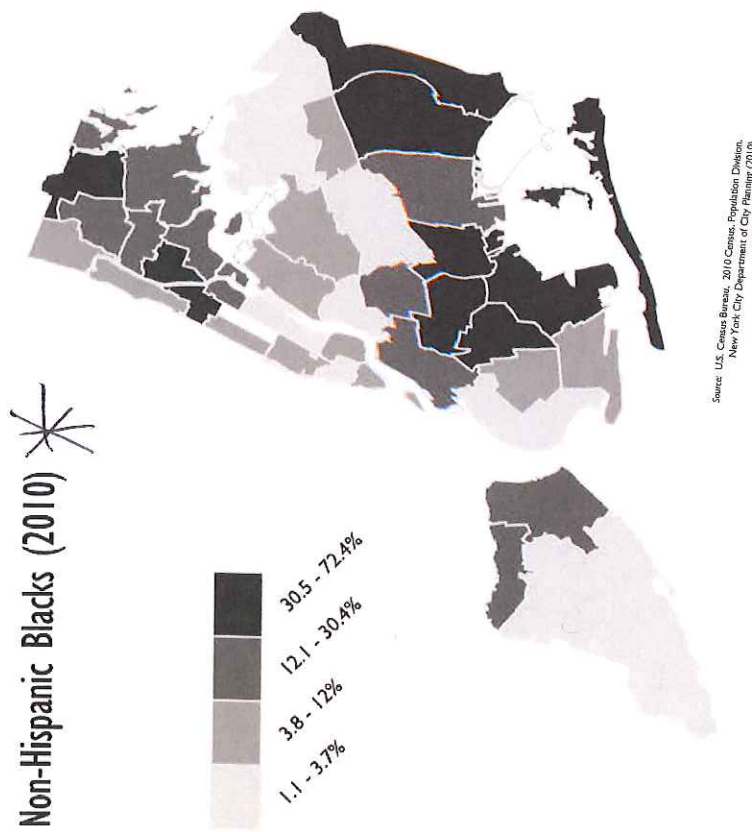 Non-Hispanic Blacks (2010)
1.1 - 3.7%
3.8 - 12%
12.1 - 30.4%
30.5 - 72.4%
Source: U.S. Census Bureau, 2010 Census, Population Division,
New York City Department of City Planning (2010)